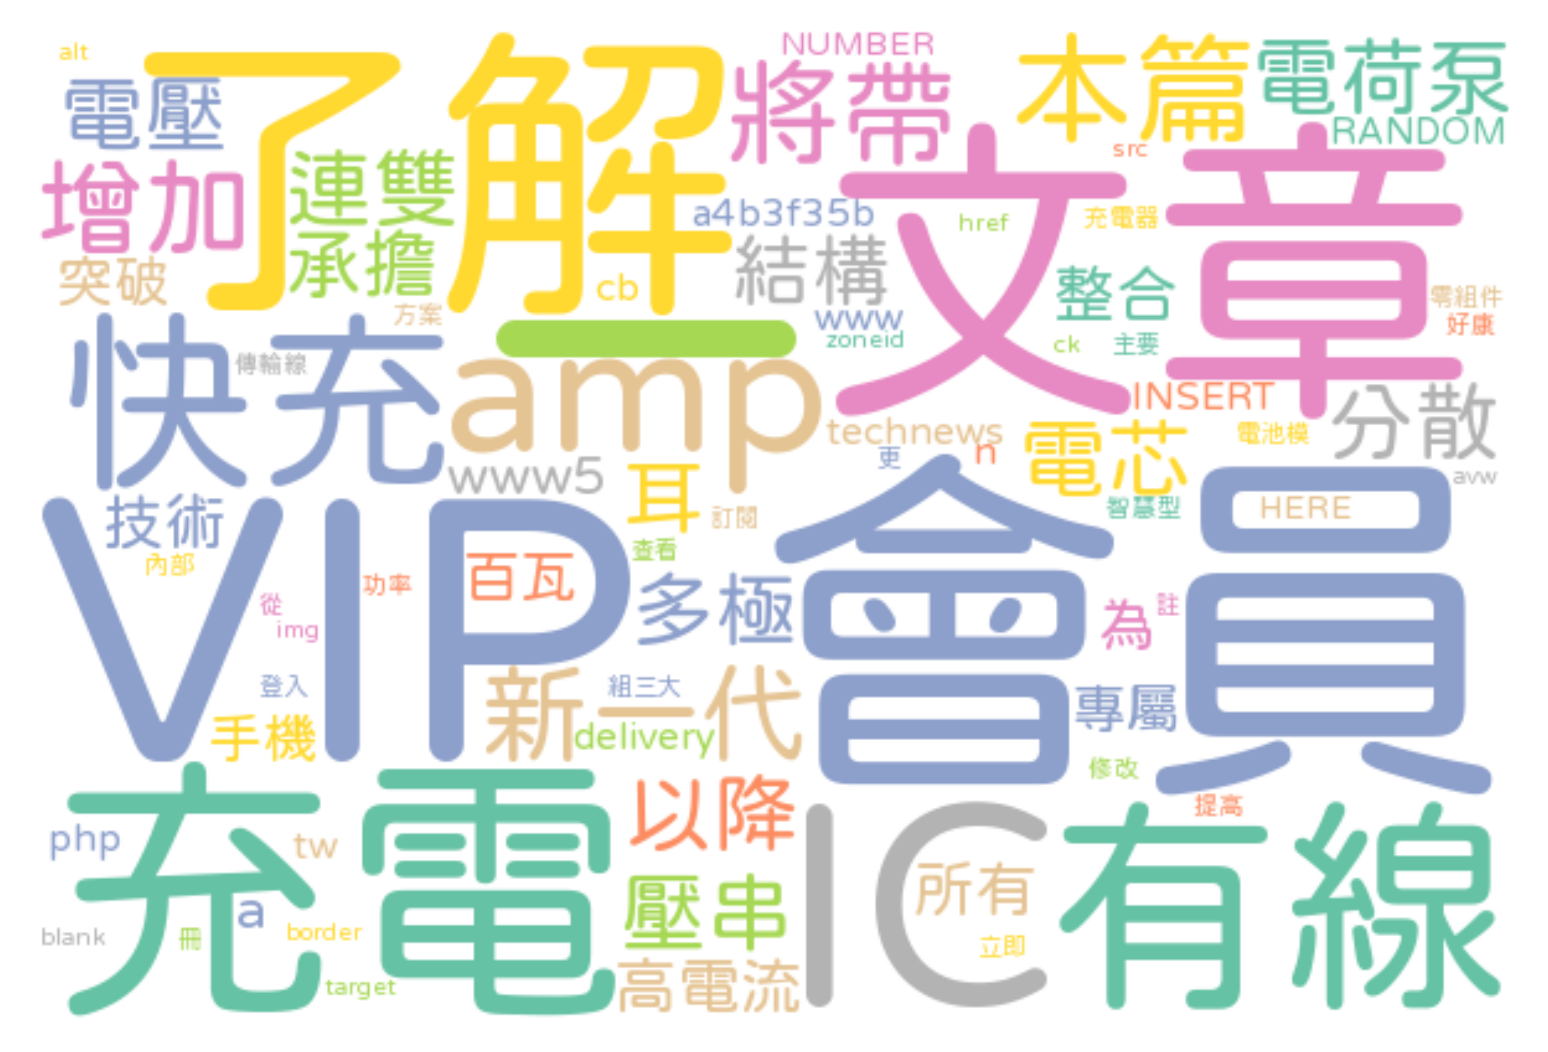 alt
了解
NUMBER
本篇
電荷泵
電壓
將帶
RANDOM
文章
src
增加
連雙
a4b3f35b
href
充電器
承擔
結構
突破
cb
整合
零組件
方案
www
好康
快充
一
zoneid
ck
主要
傳輸線
amp
INSERT
分散
technews
電芯
電池模
更
n
www5
耳
avw
VIP
會員
技術
訂閱
智慧型
HERE
內部
查看
百瓦
功率
多極
從
為
註
img
新一代
登入
組三大
專屬
手機
delivery
修改
充電
以降
提高
php
tw
IC
有線
所有
壓串
a
blank
冊
border
立即
高電流
target